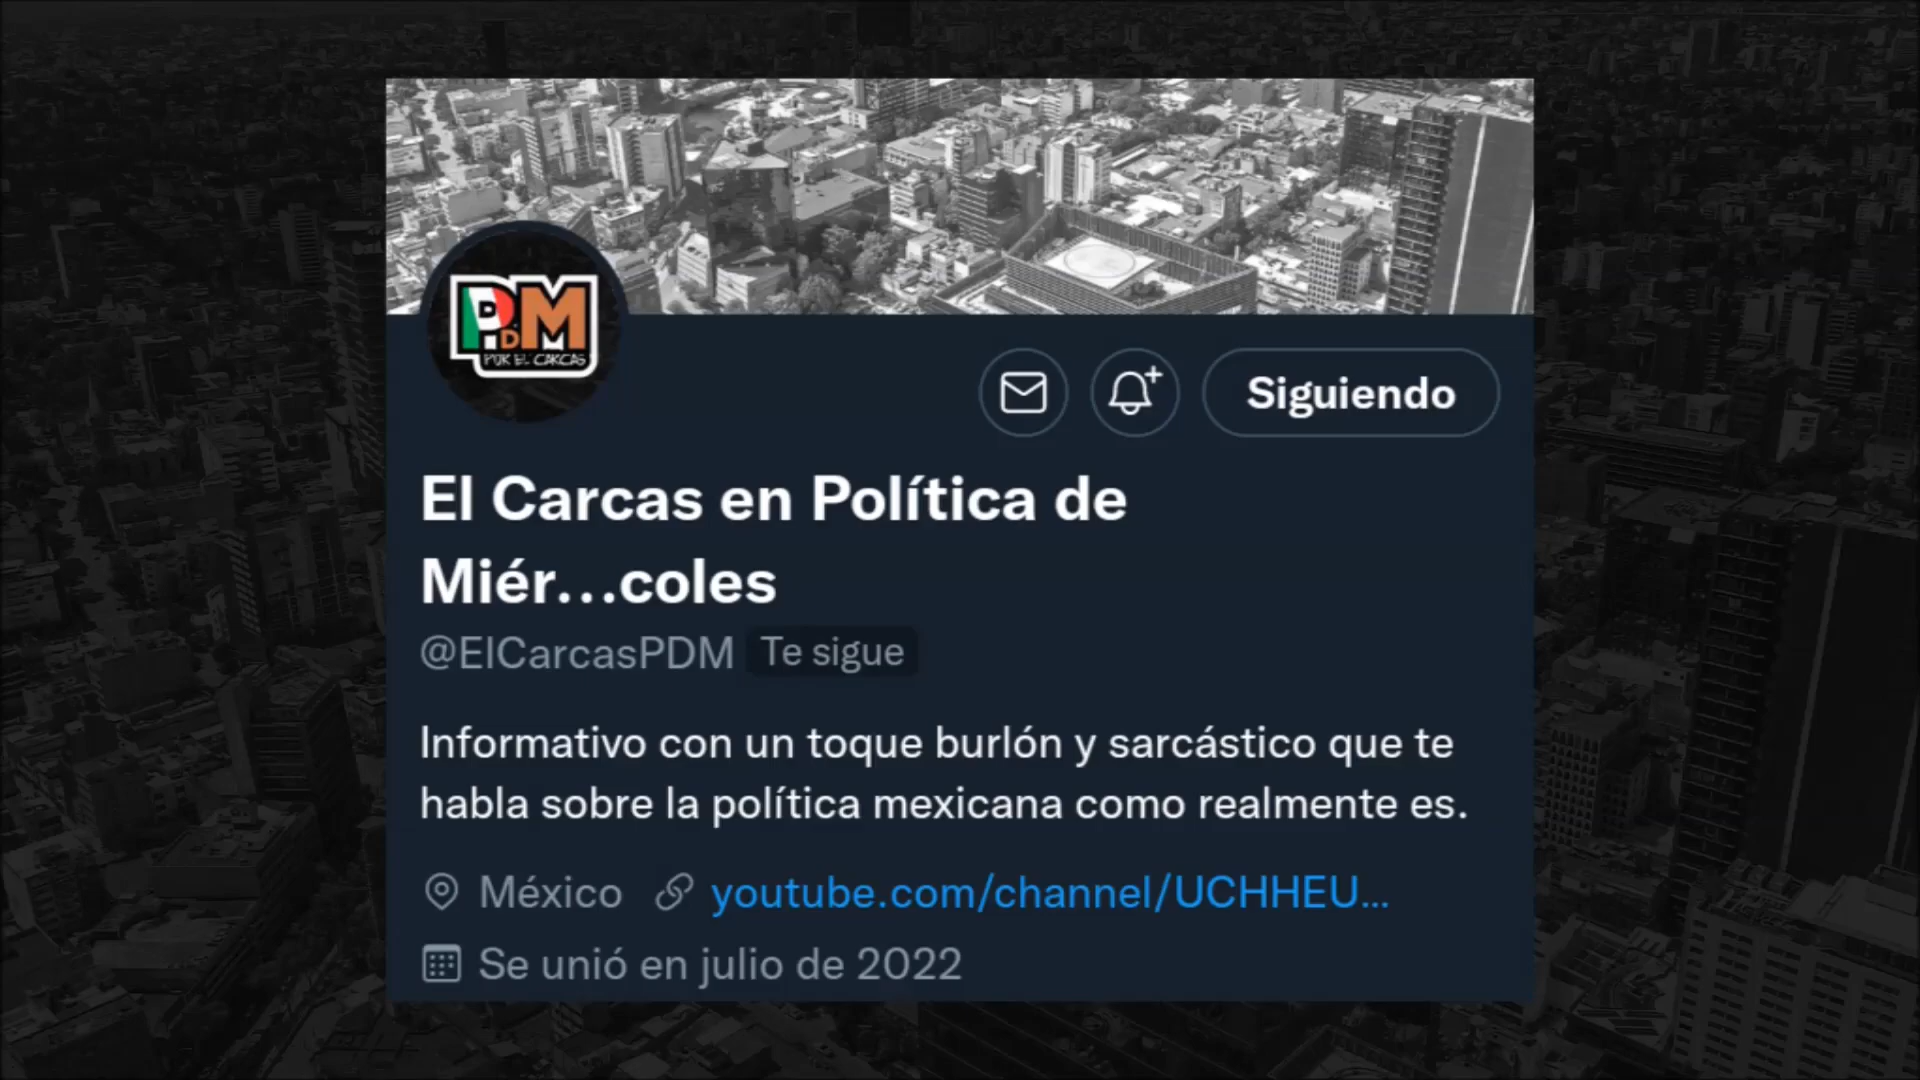 PDM
POR EL CARCAS
Siguiendo
El Carcas en Política de
Miér...coles
@ElCarcasPDM Te sigue
Informativo con un toque burlón y sarcástico que te
habla sobre la política mexicana como realmente es.
México youtube.com/channel/UCHHEU...
Se unió en julio de 2022